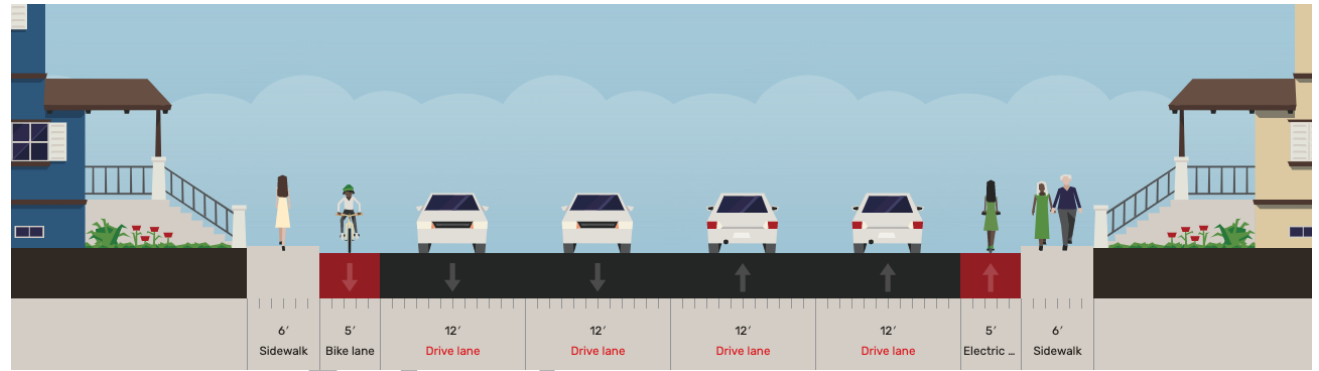 6′
Sidewalk
5′
Bike lane
12′
Drive lane
12′
Drive lane
12′
Drive lane
12′
Drive lane
5′
Electric ...
6′
Sidewalk